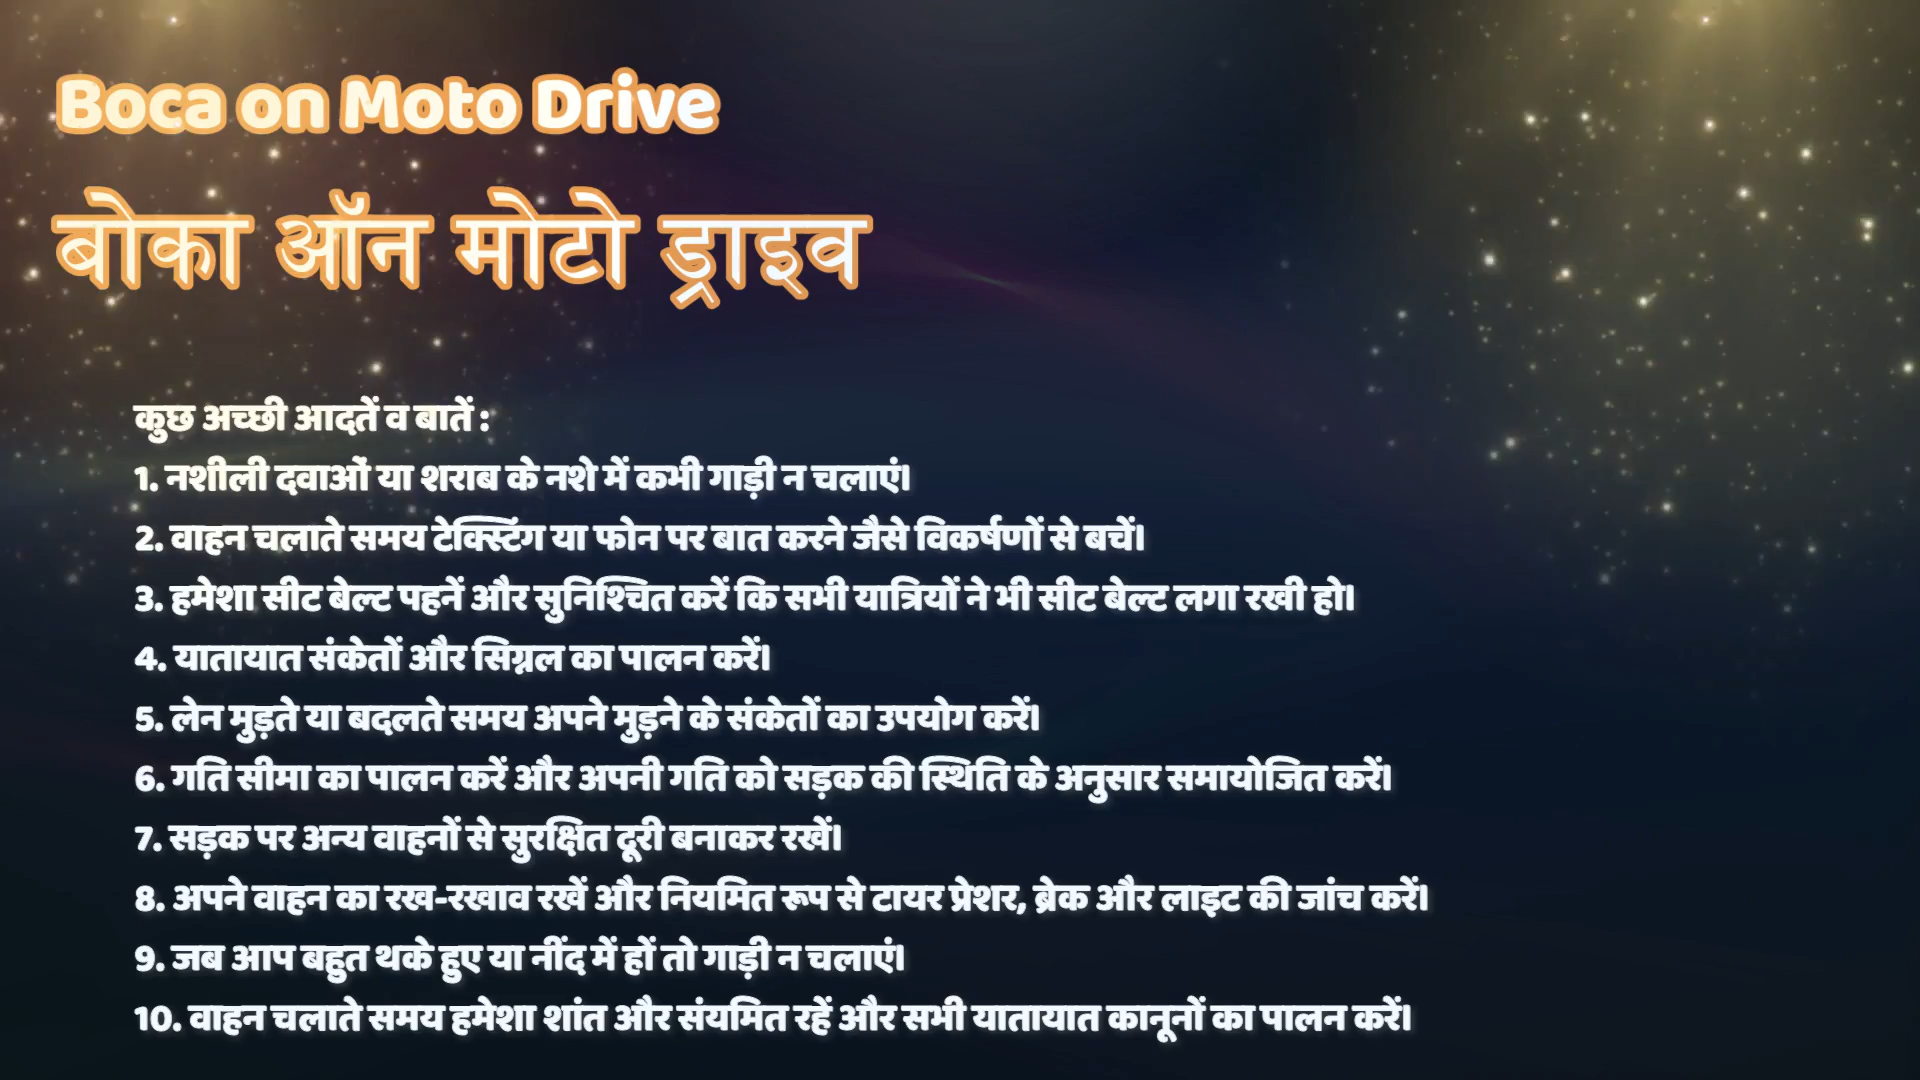 Boca on Moto Drive
बोका ऑन मोटो ड्राइव
कुछ अच्छी आदतें व बातें :
1. नशीली दवाओं या शराब के नशे में कभी गाड़ी न चलाएं।
2. वाहन चलाते समय टेक्स्टिंग या फोन पर बात करने जैसे विकर्षणों से बचें।
3. हमेशा सीट बेल्ट पहनें और सुनिश्चित करें कि सभी यात्रियों ने भी सीट बेल्ट लगा रखी हो।
4. यातायात संकेतों और सिग्नल का पालन करें।
5. लेन मुड़ते या बदलते समय अपने मुड़ने के संकेतों का उपयोग करें।
6. गति सीमा का पालन करें और अपनी गति को सड़क की स्थिति के अनुसार समायोजित करें।
7. सड़क पर अन्य वाहनों से सुरक्षित दूरी बनाकर रखें।
8. अपने वाहन का रख-रखाव रखें और नियमित रूप से टायर प्रेशर, ब्रेक और लाइट की जांच करें।
9. जब आप बहुत थके हुए या नींद में हों तो गाड़ी न चलाएं।
10. वाहन चलाते समय हमेशा शांत और संयमित रहें और सभी यातायात कानूनों का पालन करें।